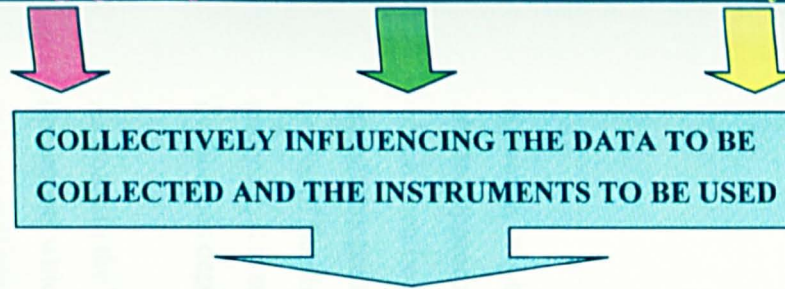 COLLECTIVELY INFLUENCING THE DATA TO BE
COLLECTED AND THE INSTRUMENTS TO BE USED